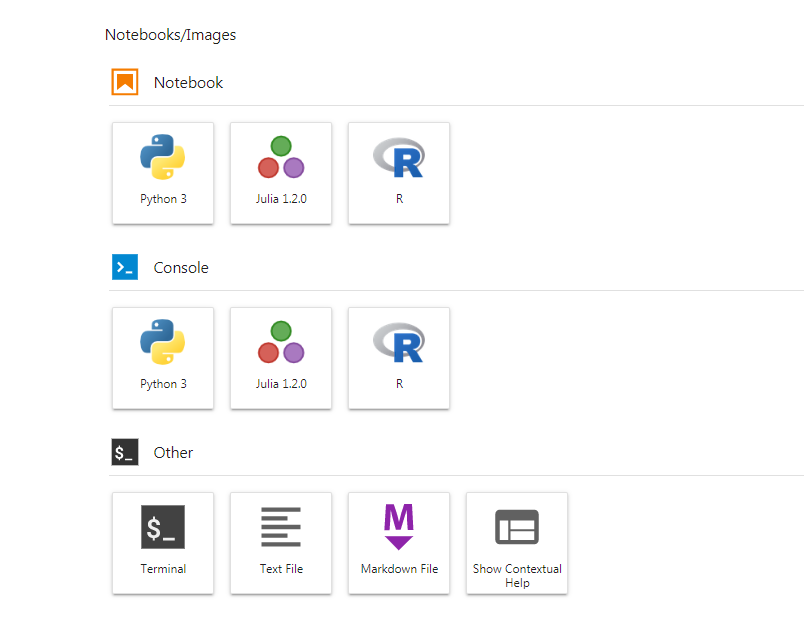 Notebooks/Images
Notebook
Python 3
Julia 1.2.0
R
R
Console
Python 3
Julia 1.2.0
R
R
$_ Other
$_
M
Terminal
Text File
Markdown File
Show Contextual
Help